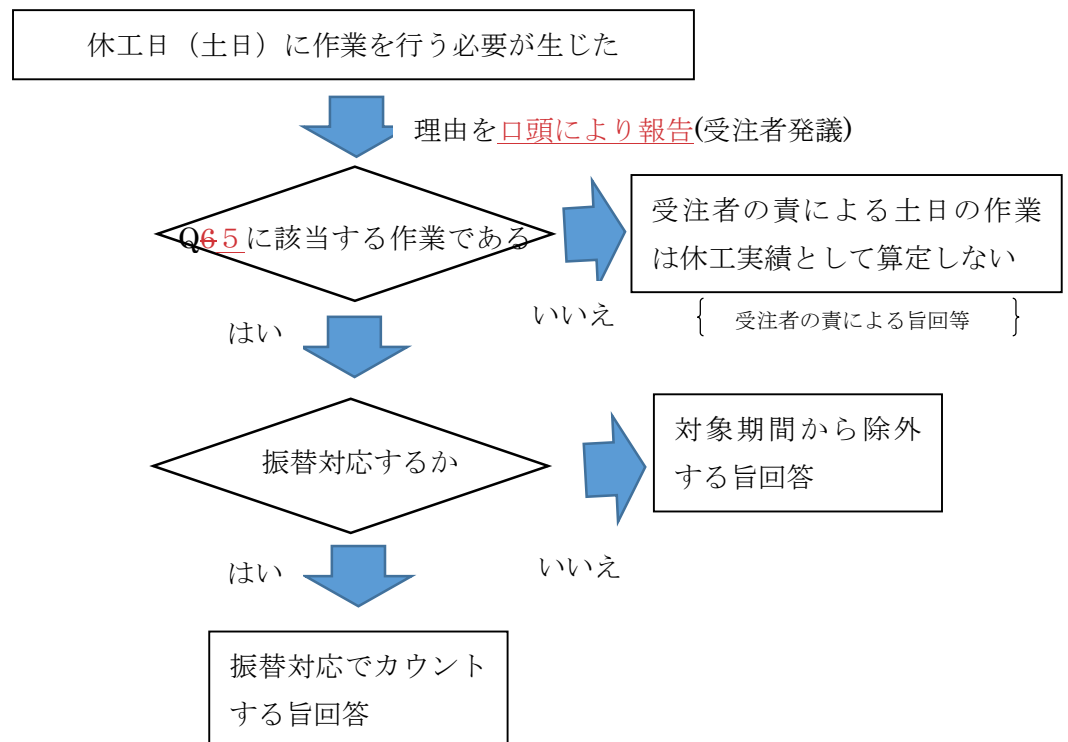 休工日（土日）に作業を行う必要が生じた
理由を口頭により報告(受注者発議)
Q６５に該当する作業である
受注者の責による土日の作業
は休工実績として算定しない
いいえ
｛ 受注者の責による旨回等 ｝
はい
振替対応するか
対象期間から除外
する旨回答
はい
いいえ
振替対応でカウント
する旨回答